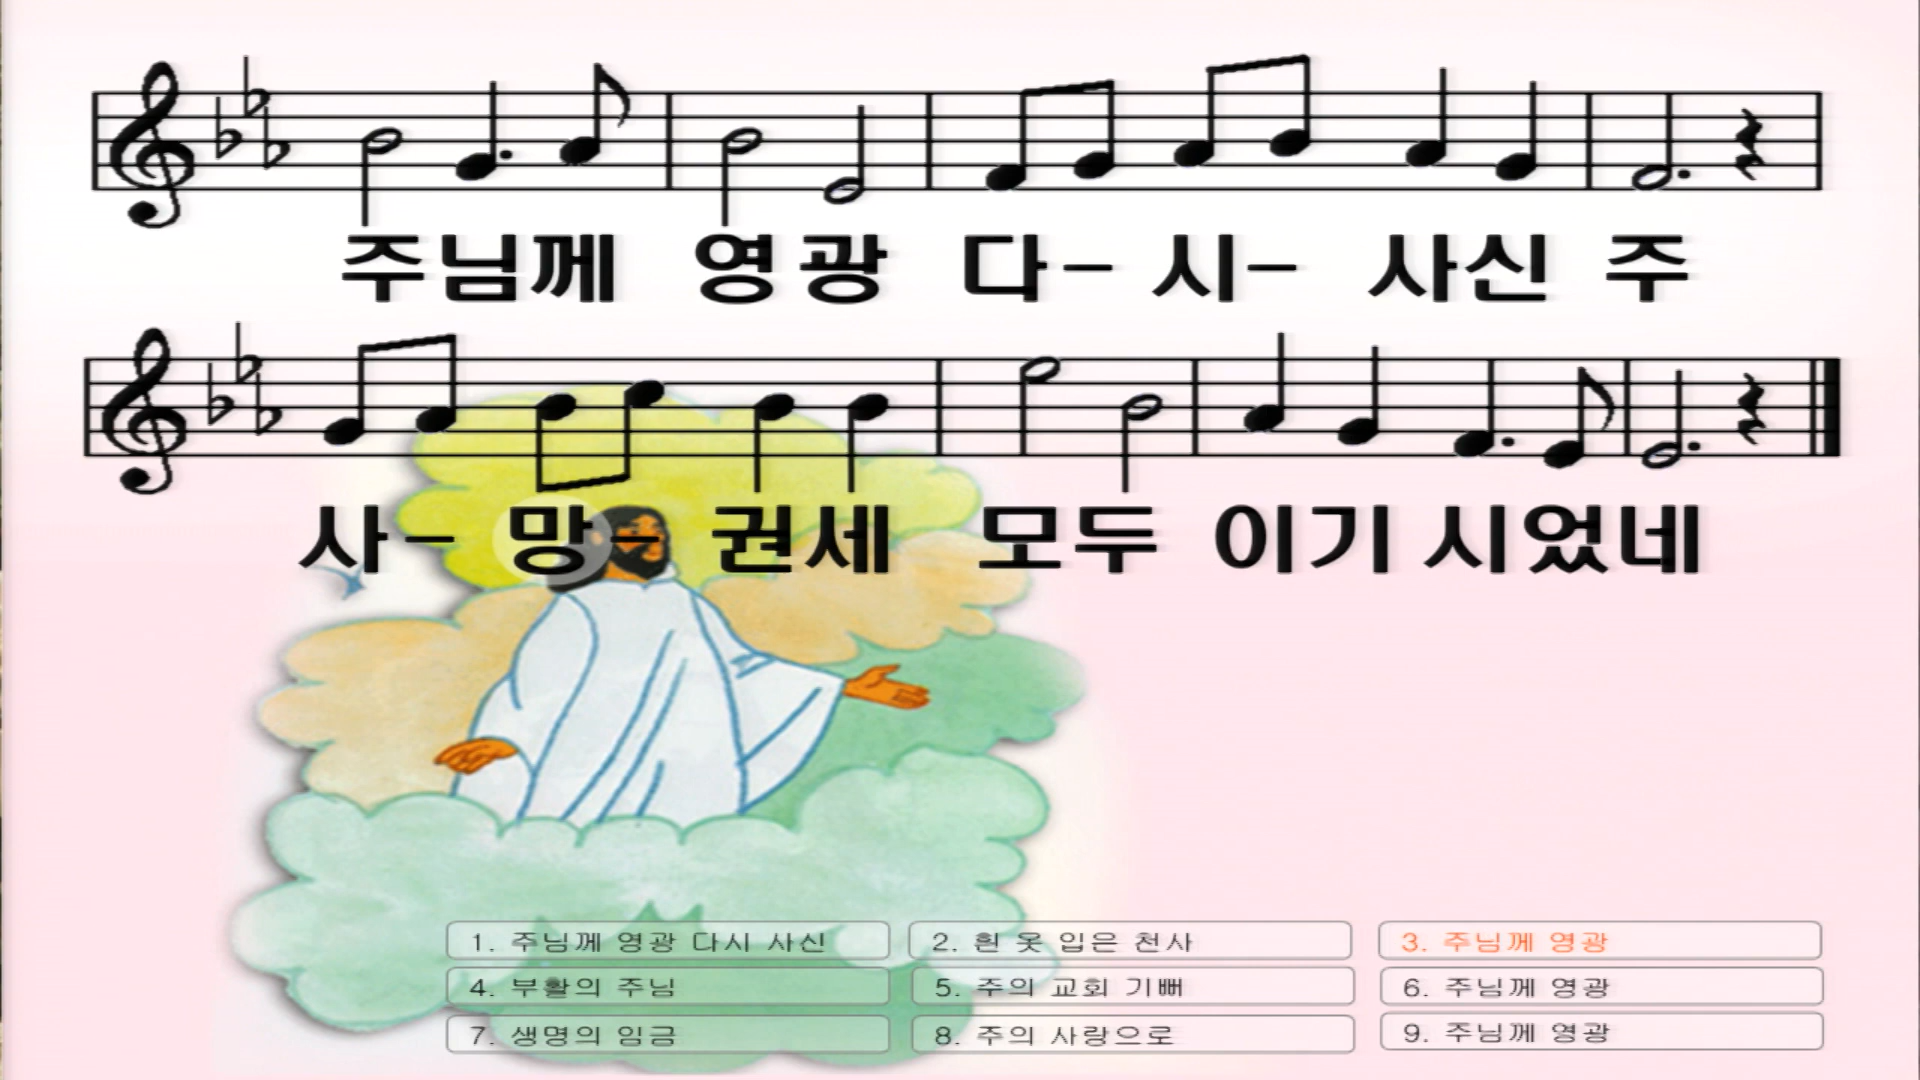 주님께 영광 다- 시- 사신 주
사- 망- 권세 모두 이기 시었네
1. 주님께 영광 다시 사신
2. 흰 옷 입은 천사
3. 주님께 영광
4. 부활의 주님
5. 주의 교회 기뻐
6. 주님께 영광
7. 생명의 임금
8. 주의 사랑으로
9. 주님께 영광